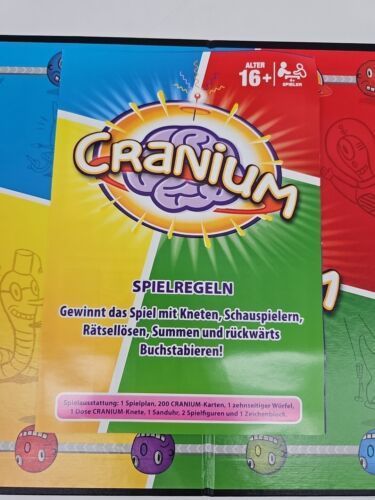 ALTER
16+
4+
SPIELER
CRANIUM
SPIELREGELN
Gewinnt das Spiel mit Kneten, Schauspielern,
Rätsellösen, Summen und rückwärts
Buchstabieren!
Spielausstattung: 1 Spielplan, 200 CRANIUM-Karten, 1 zehnseitiger Würfel,
1 Dose CRANIUM-Knete, 1 Sanduhr, 2 Spielfiguren und 1 Zeichenblock.